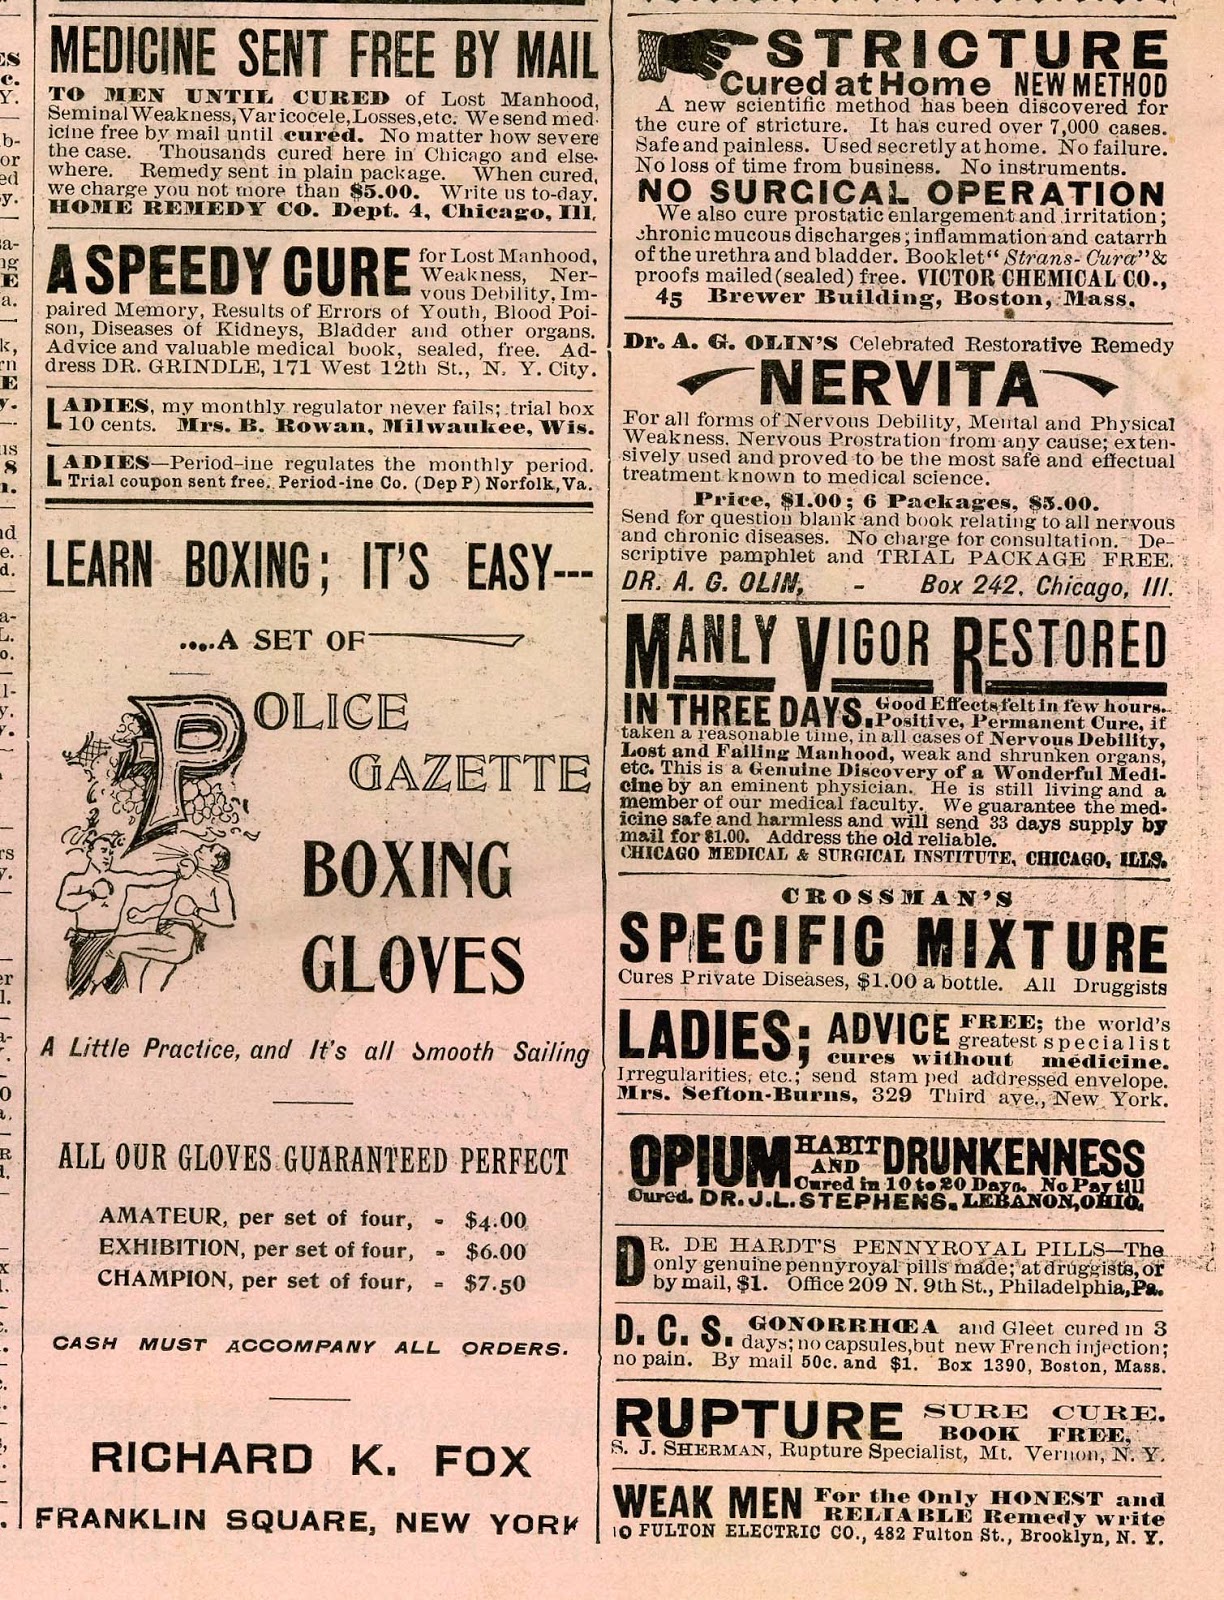 MEDICINE SENT FREE BY MAIL
TO MEN UNTIL CURED of Lost Manhood,
Seminal Weakness, Varicocele, Losses, etc. We send med-
icine free by mail until cured. No matter how severe
the case. Thousands cured here in Chicago and else-
where. Remedy sent in plain package. When cured,
we charge you not more than $5.00. Write us to-day.
HOME REMEDY CO. Dept. 4, Chicago, Ill.
A SPEEDY CURE for Lost Manhood,
Weakness, Ner-
vous Debility, Im-
paired Memory, Results of Errors of Youth, Blood Poi-
son, Diseases of Kidneys, Bladder and other organs.
Advice and valuable medical book, sealed, free. Ad-
dress DR. GRINDLE, 171 West 12th St., N. Y. City.
LADIES, my monthly regulator never fails; trial box
10 cents. Mrs. B. Rowan, Milwaukee, Wis.
LADIES—Period-ine regulates the monthly period.
Trial coupon sent free. Period-ine Co. (Dep P) Norfolk, Va.
LEARN BOXING; IT'S EASY---
....A SET OF
POLICE
GAZETTE
BOXING
GLOVES
A Little Practice, and It's all Smooth Sailing
ALL OUR GLOVES GUARANTEED PERFECT
AMATEUR, per set of four, - $4.00
EXHIBITION, per set of four, - $6.00
CHAMPION, per set of four, - $7.50
CASH MUST ACCOMPANY ALL ORDERS.
RICHARD K. FOX
FRANKLIN SQUARE, NEW YORK
STRICTURE
Cured at Home NEW METHOD
A new scientific method has been discovered for
the cure of stricture. It has cured over 7,000 cases.
Safe and painless. Used secretly at home. No failure.
No loss of time from business. No instruments.
NO SURGICAL OPERATION
We also cure prostatic enlargement and irritation;
chronic mucous discharges; inflammation and catarrh
of the urethra and bladder. Booklet "Strans-Cura" &
proofs mailed (sealed) free. VICTOR CHEMICAL CO.,
45 Brewer Building, Boston, Mass.
Dr. A. G. OLIN'S Celebrated Restorative Remedy
NERVITA
For all forms of Nervous Debility, Mental and Physical
Weakness, Nervous Prostration from any cause; exten-
sively used and proved to be the most safe and effectual
treatment known to medical science.
Price, $1.00; 6 Packages, $5.00.
Send for question blank and book relating to all nervous
and chronic diseases. No charge for consultation. De-
scriptive pamphlet and TRIAL PACKAGE FREE.
DR. A. G. OLIN, - Box 242, Chicago, Ill.
MANLY VIGOR RESTORED
IN THREE DAYS. Good Effects felt in few hours.
Positive, Permanent Cure, if
taken a reasonable time, in all cases of Nervous Debility,
Lost and Failing Manhood, weak and shrunken organs,
etc. This is a Genuine Discovery of a Wonderful Medi-
cine by an eminent physician. He is still living and a
member of our medical faculty. We guarantee the med-
icine safe and harmless and will send 33 days supply by
mail for $1.00. Address the old reliable.
CHICAGO MEDICAL & SURGICAL INSTITUTE, CHICAGO, ILLS.
CROSSMAN'S
SPECIFIC MIXTURE
Cures Private Diseases, $1.00 a bottle. All Druggists
LADIES; ADVICE FREE; the world's
greatest specialist
cures without medicine.
Irregularities, etc.; send stamped addressed envelope.
Mrs. Sefton-Burns, 329 Third ave., New York.
OPIUM HABIT AND DRUNKENNESS
Cured in 10 to 20 Days. No Pay till
Cured. DR. J. L. STEPHENS. LEBANON, OHIO.
DR. DE HARDT'S PENNYROYAL PILLS—The
only genuine pennyroyal pills made; at druggists, or
by mail, $1. Office 209 N. 9th St., Philadelphia, Pa.
D. C. S. GONORRHŒA and Gleet cured in 3
days; no capsules, but new French injection;
no pain. By mail 50c. and $1. Box 1390, Boston, Mass.
RUPTURE SURE CURE.
BOOK FREE,
S. J. SHERMAN, Rupture Specialist, Mt. Vernon, N. Y.
WEAK MEN For the Only HONEST and
RELIABLE Remedy write
to FULTON ELECTRIC CO., 482 Fulton St., Brooklyn, N. Y.